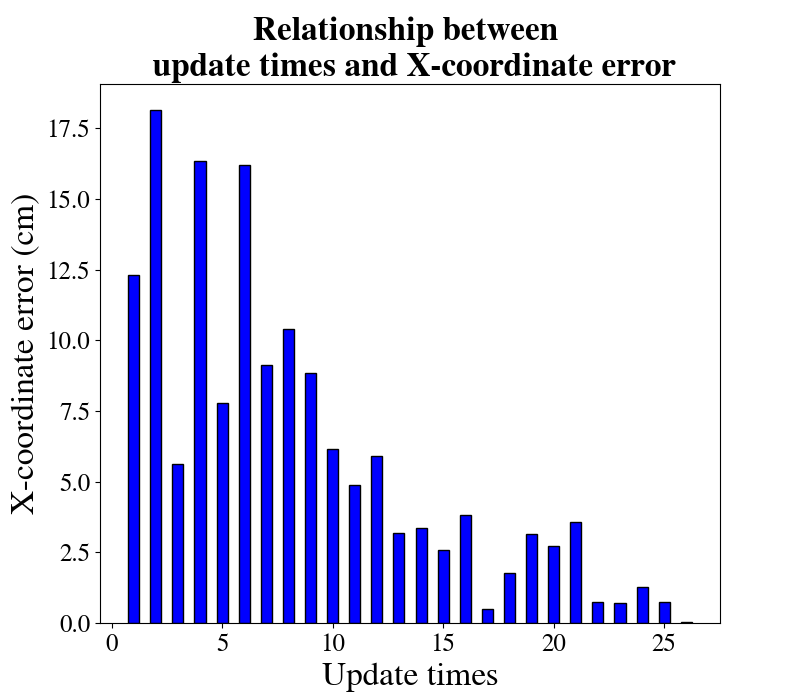 Relationship between
update times and X-coordinate error
17.5
15.0
12.5
10.0
7.5
5.0
2.5
0.0
X-coordinate error (cm)
0 5 10 15 20 25
Update times